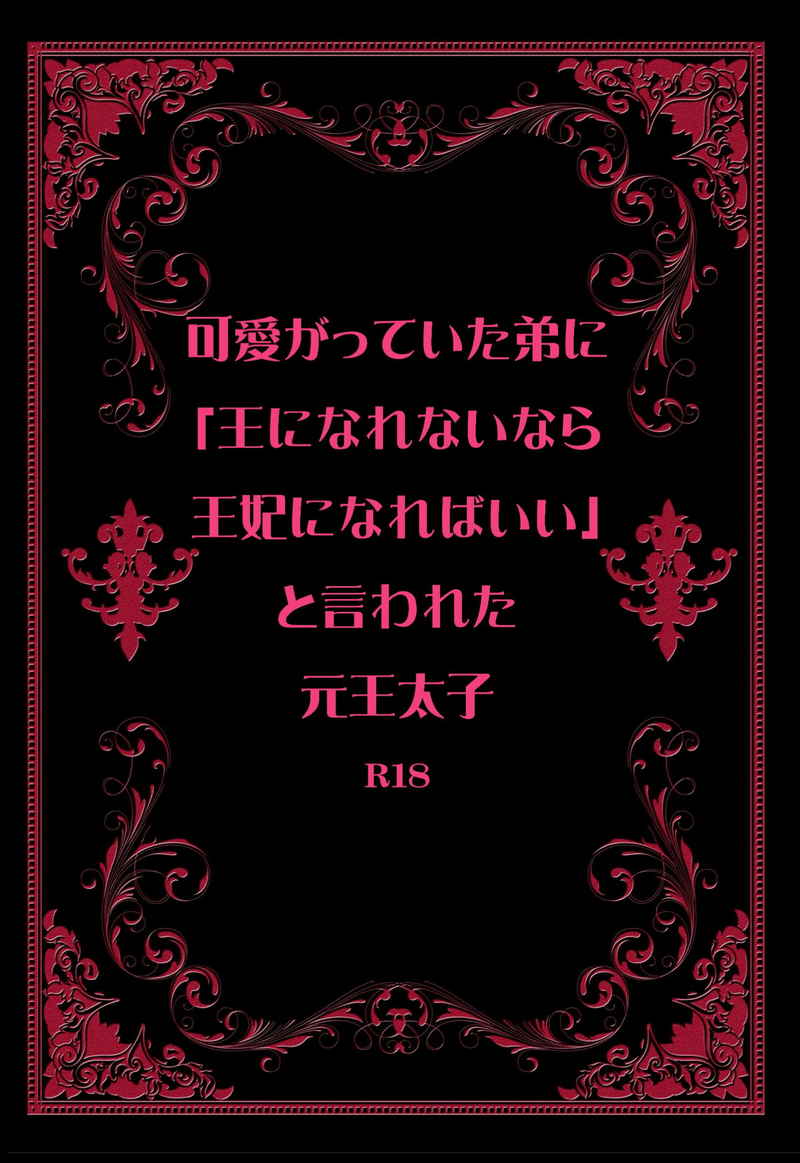 可愛がっていた弟に
「王になれないなら
王妃になればいい」
と言われた
元王太子
R18